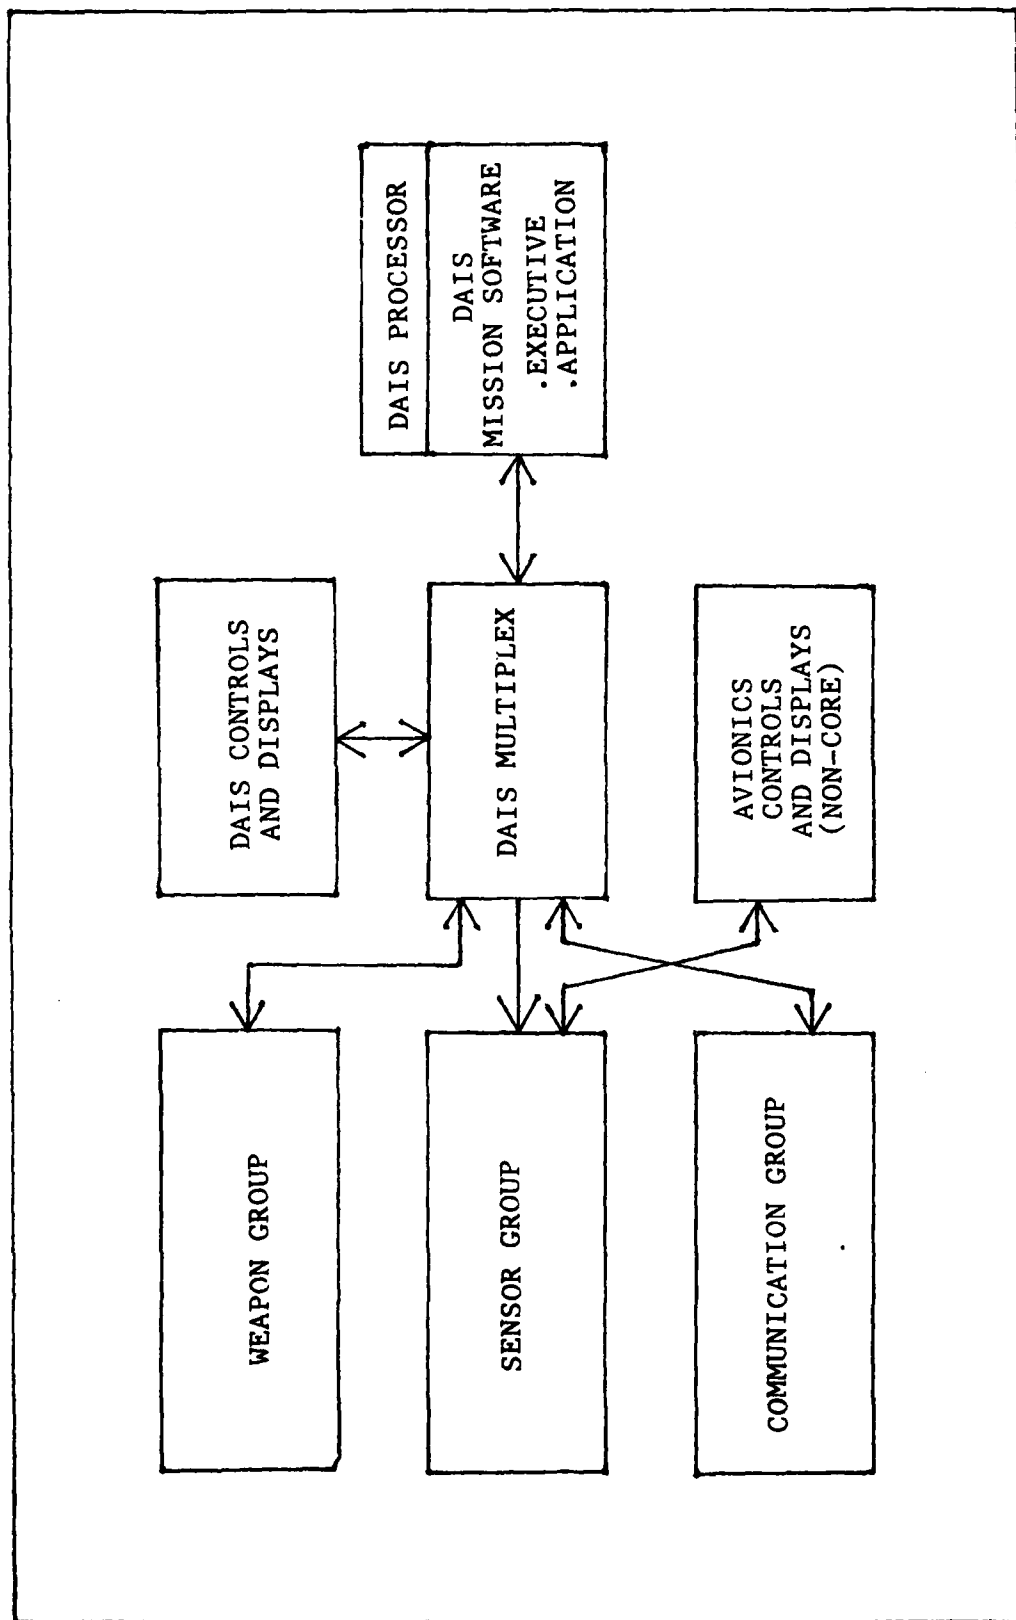 WEAPON GROUP
SENSOR GROUP
COMMUNICATION GROUP
DAIS CONTROLS
AND DISPLAYS
DAIS MULTIPLEX
AVIONICS
CONTROLS
AND DISPLAYS
(NON-CORE)
DAIS PROCESSOR
DAIS
MISSION SOFTWARE
.EXECUTIVE
.APPLICATION